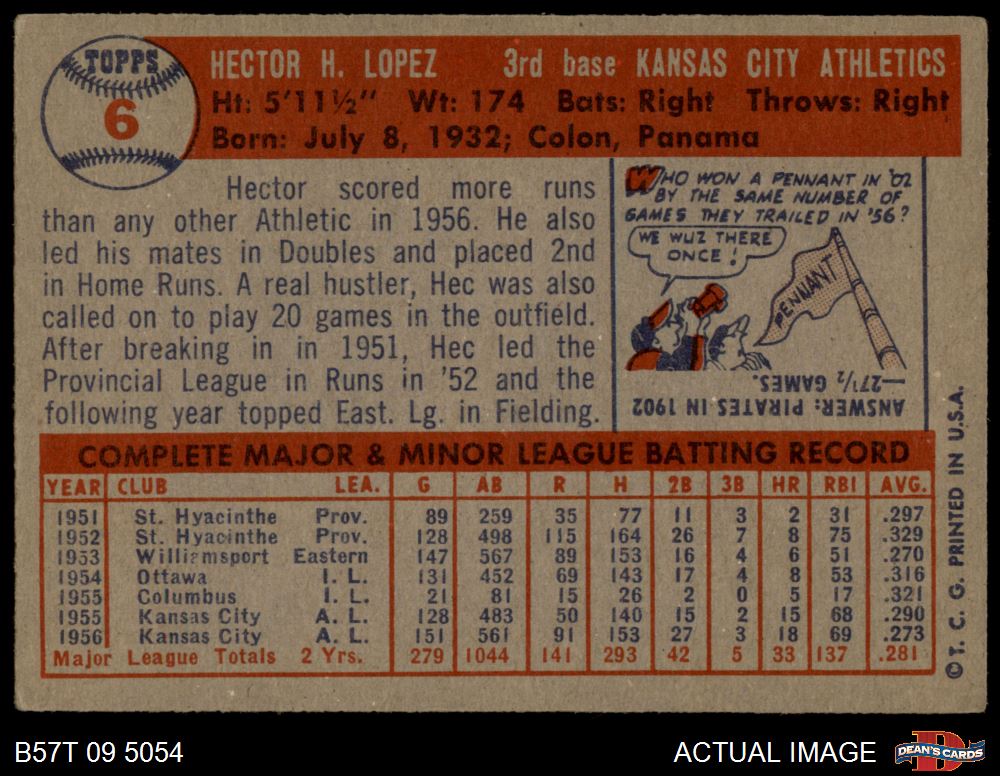 TOPPS
6
HECTOR H. LOPEZ 3rd base KANSAS CITY ATHLETICS
Ht: 5'11½" Wt: 174 Bats: Right Throws: Right
Born: July 8, 1932; Colon, Panama
Hector scored more runs
than any other Athletic in 1956. He also
led his mates in Doubles and placed 2nd
in Home Runs. A real hustler, Hec was also
called on to play 20 games in the outfield.
After breaking in in 1951, Hec led the
Provincial League in Runs in '52 and the
following year topped East. Lg. in Fielding.
WHO WON A PENNANT IN '02
BY THE SAME NUMBER OF
GAMES THEY TRAILED IN '56?
WE WUZ THERE
ONCE!
PENNANT
ANSWER: PIRATES IN 1902
—27½ GAMES.
COMPLETE MAJOR & MINOR LEAGUE BATTING RECORD
YEAR CLUB LEA. G AB R H 2B 3B HR RBI AVG.
1951 St. Hyacinthe Prov. 89 259 35 77 11 3 2 31 .297
1952 St. Hyacinthe Prov. 128 498 115 164 26 7 8 75 .329
1953 Williamsport Eastern 147 567 89 153 16 4 6 51 .270
1954 Ottawa I. L. 131 452 69 143 17 4 8 53 .316
1955 Columbus I. L. 21 81 15 26 2 0 5 17 .321
1955 Kansas City A. L. 128 483 50 140 15 2 15 68 .290
1956 Kansas City A. L. 151 561 91 153 27 3 18 69 .273
Major League Totals 2 Yrs. 279 1044 141 293 42 5 33 137 .281
© T. C. G. PRINTED IN U.S.A.
B57T 09 5054
ACTUAL IMAGE
D
DEAN'S CARDS